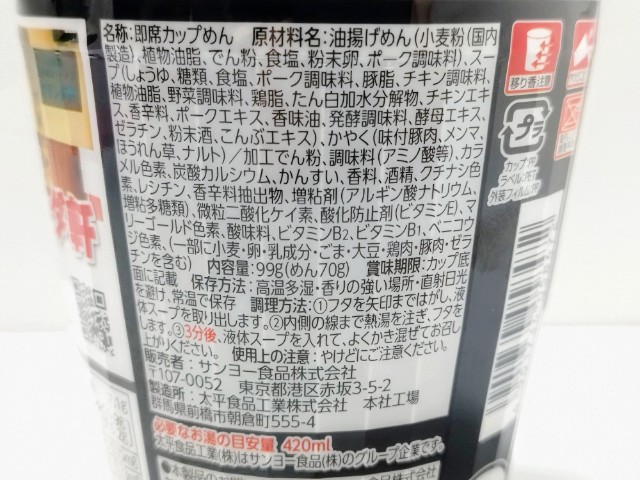 名称：即席カップめん　原材料名：油揚げめん（小麦粉（国内
製造）、植物油脂、でん粉、食塩、粉末卵、ポーク調味料）、スー
プ（しょうゆ、糖類、食塩、ポーク調味料、豚脂、チキン調味料、
植物油脂、野菜調味料、鶏脂、たん白加水分解物、チキンエキ
ス、香辛料、ポークエキス、香味油、発酵調味料、酵母エキス、
ゼラチン、粉末酒、こんぶエキス）、かやく（味付豚肉、メンマ、
ほうれん草、ナルト）／加工でん粉、調味料（アミノ酸等）、カラ
メル色素、炭酸カルシウム、かんすい、香料、酒精、クチナシ色
素、レシチン、香辛料抽出物、増粘剤（アルギン酸ナトリウム、
増粘多糖類）、微粒二酸化ケイ素、酸化防止剤（ビタミンE）、マ
リーゴールド色素、酸味料、ビタミンB₂、ビタミンB₁、ベニコウ
ジ色素、（一部に小麦・卵・乳成分・ごま・大豆・鶏肉・豚肉・ゼラ
チンを含む）　内容量：99g（めん70g）　賞味期限：カップ底
面に記載　保存方法：高温多湿・香りの強い場所・直射日光
を避け、常温で保存　調理方法：①フタを矢印まではがし、液
体スープを取り出します。②内側の線まで熱湯を注ぎ、フタを
します。③3分後、液体スープを入れて、よくかき混ぜてお召し
上がりください。　使用上の注意：やけどにご注意ください。
販売者：サンヨー食品株式会社
〒107-0052　東京都港区赤坂3-5-2
製造所：太平食品工業株式会社　本社工場
群馬県前橋市朝倉町555-4
必要なお湯の目安量 420ml
太平食品工業（株）はサンヨー食品（株）のグループ企業です。
軒
移り香注意
プラ
カップ・フタ
ラベル：PET
外装フィルム：PP